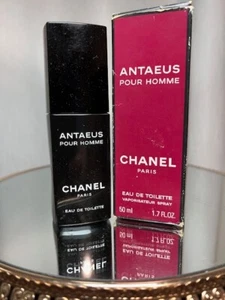 ANTAEUS
POUR HOMME
CHANEL
PARIS
EAU DE TOILETTE
ANTAEUS
POUR HOMME
CHANEL
PARIS
EAU DE TOILETTE
VAPORISATEUR SPRAY
50 ml 1.7 FL.OZ.